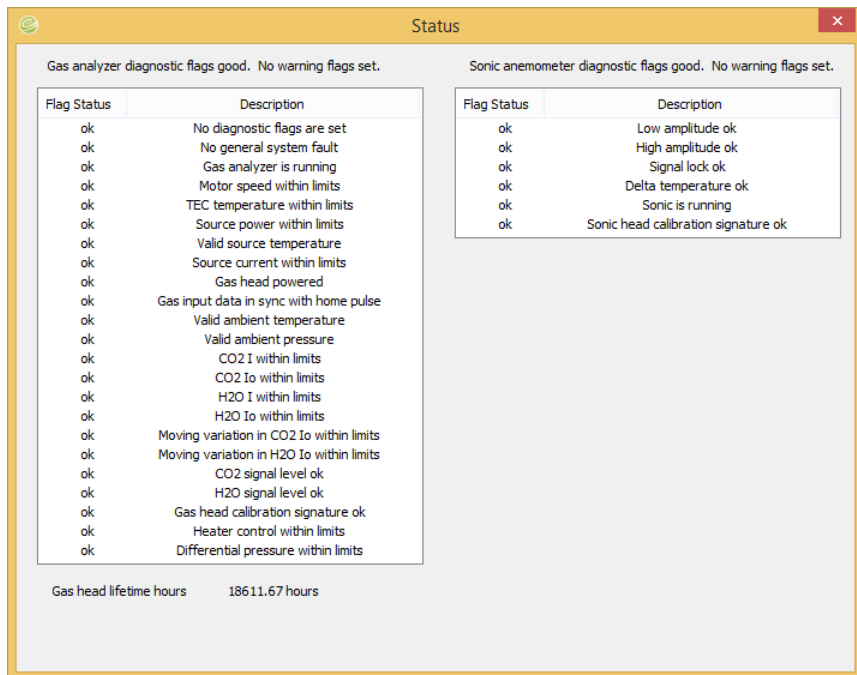 Status
Gas analyzer diagnostic flags good. No warning flags set.
Flag Status Description
ok No diagnostic flags are set
ok No general system fault
ok Gas analyzer is running
ok Motor speed within limits
ok TEC temperature within limits
ok Source power within limits
ok Valid source temperature
ok Source current within limits
ok Gas head powered
ok Gas input data in sync with home pulse
ok Valid ambient temperature
ok Valid ambient pressure
ok CO2 I within limits
ok CO2 Io within limits
ok H2O I within limits
ok H2O Io within limits
ok Moving variation in CO2 Io within limits
ok Moving variation in H2O Io within limits
ok CO2 signal level ok
ok H2O signal level ok
ok Gas head calibration signature ok
ok Heater control within limits
ok Differential pressure within limits
Gas head lifetime hours 18611.67 hours
Sonic anemometer diagnostic flags good. No warning flags set.
Flag Status Description
ok Low amplitude ok
ok High amplitude ok
ok Signal lock ok
ok Delta temperature ok
ok Sonic is running
ok Sonic head calibration signature ok